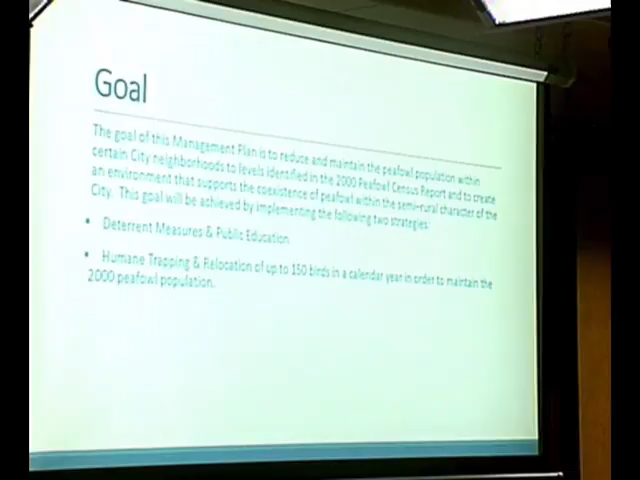 Goal
The goal of this Management Plan is to reduce and maintain the peafowl population within
certain City neighborhoods to levels identified in the 2000 Peafowl Census Report and to create
an environment that supports the coexistence of peafowl within the semi-rural character of the
City. This goal will be achieved by implementing the following two strategies:
• Deterrent Measures & Public Education
• Humane Trapping & Relocation of up to 150 birds in a calendar year in order to maintain the
2000 peafowl population.